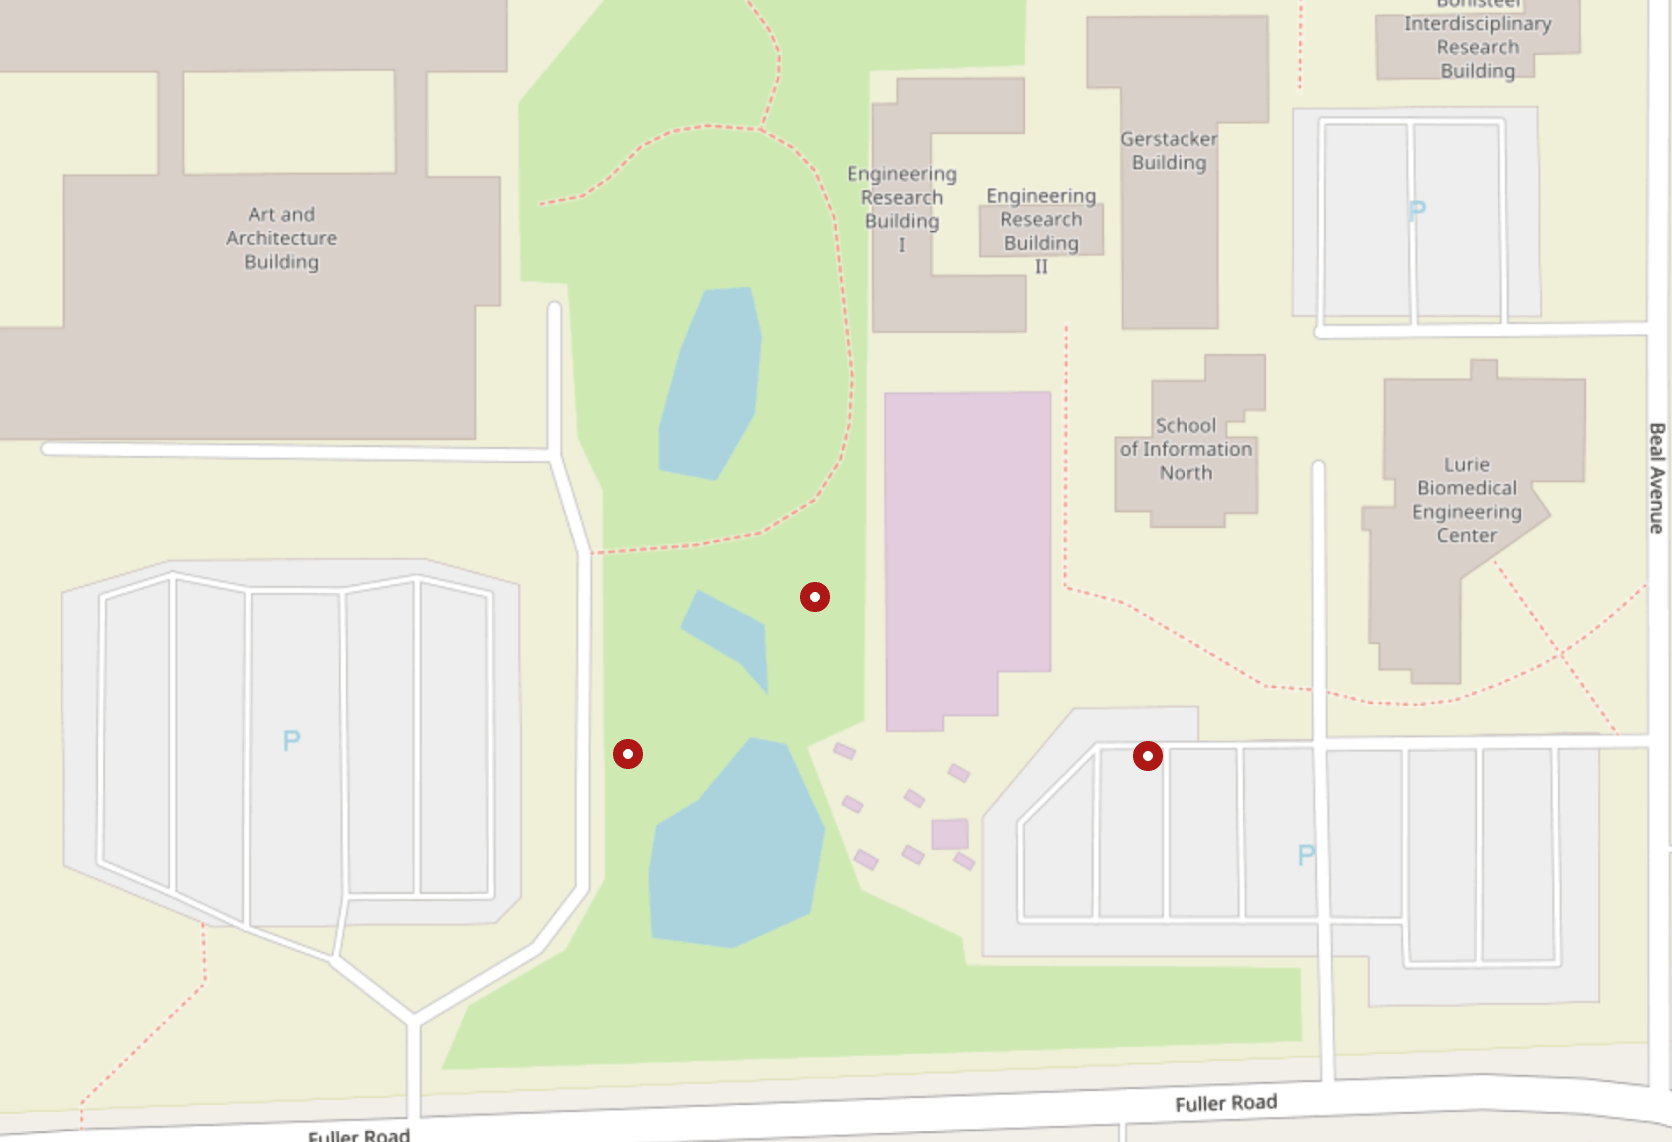 Bonisteel
Interdisciplinary
Research
Building
Gerstacker
Building
Engineering
Research
Building
I
Engineering
Research
Building
II
P
Art and
Architecture
Building
School
of Information
North
Lurie
Biomedical
Engineering
Center
Beal Avenue
P
P
Fuller Road
Fuller Road